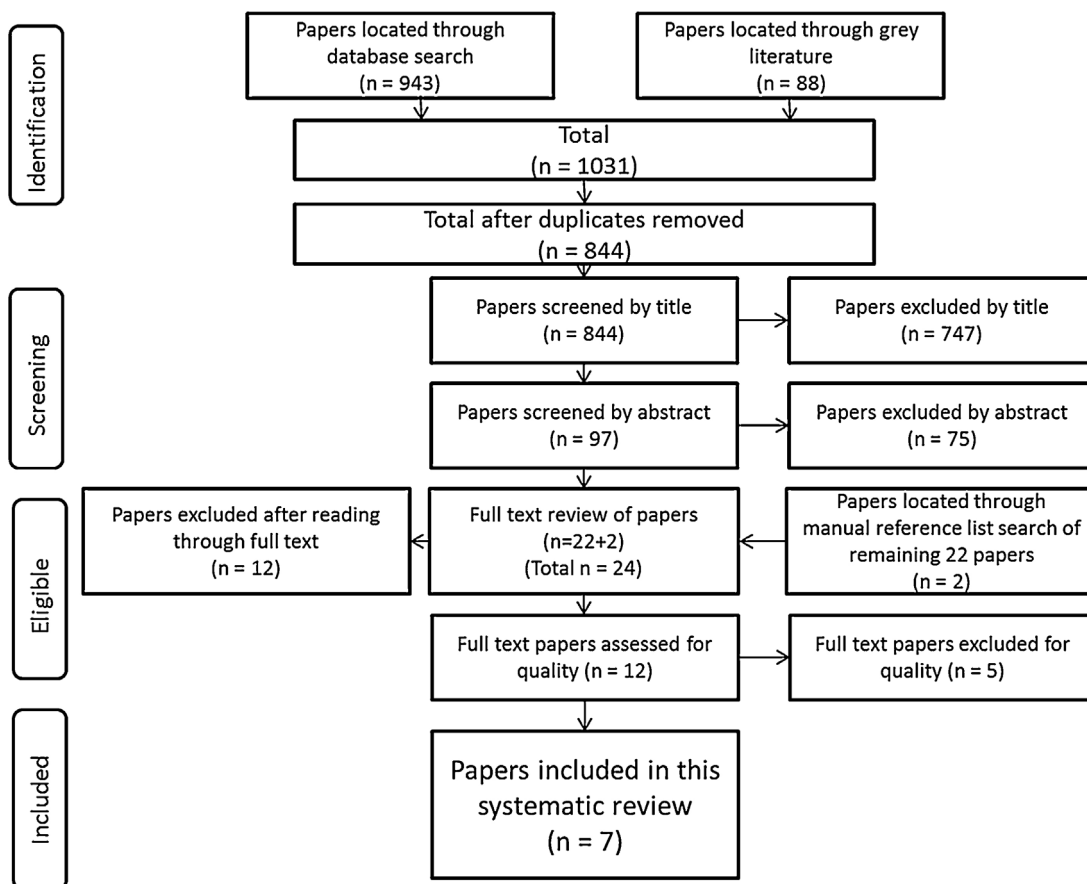 Identification
Papers located through
database search
(n = 943)
Papers located through grey
literature
(n = 88)
Total
(n = 1031)
Total after duplicates removed
(n = 844)
Screening
Papers screened by title
(n = 844)
Papers excluded by title
(n = 747)
Papers screened by abstract
(n = 97)
Papers excluded by abstract
(n = 75)
Eligible
Papers excluded after reading
through full text
(n = 12)
Full text review of papers
(n=22+2)
(Total n = 24)
Papers located through
manual reference list search of
remaining 22 papers
(n = 2)
Full text papers assessed for
quality (n = 12)
Full text papers excluded for
quality (n = 5)
Included
Papers included in this
systematic review
(n = 7)